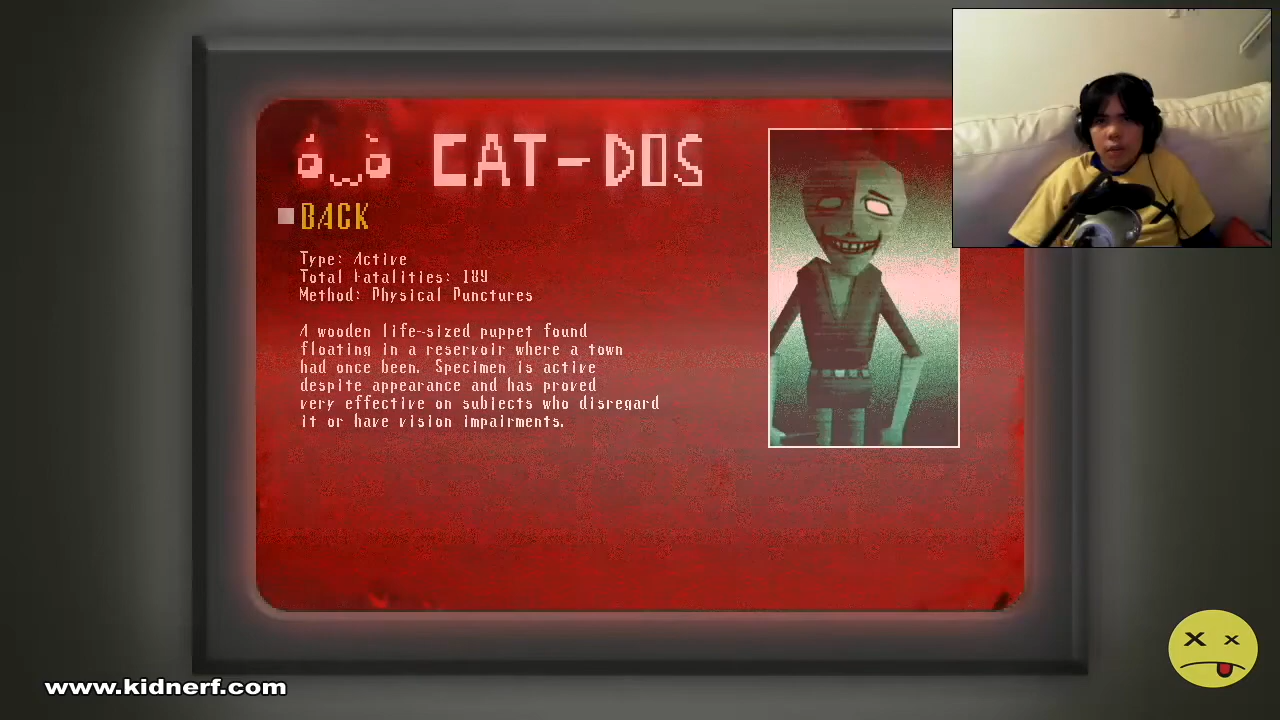 CAT-DOS
BACK
Type: Active
Total Fatalities: 189
Method: Physical Punctures
A wooden life-sized puppet found
floating in a reservoir where a town
had once been. Specimen is active
despite appearance and has proved
very effective on subjects who disregard
it or have vision impairments.
www.kidnerf.com